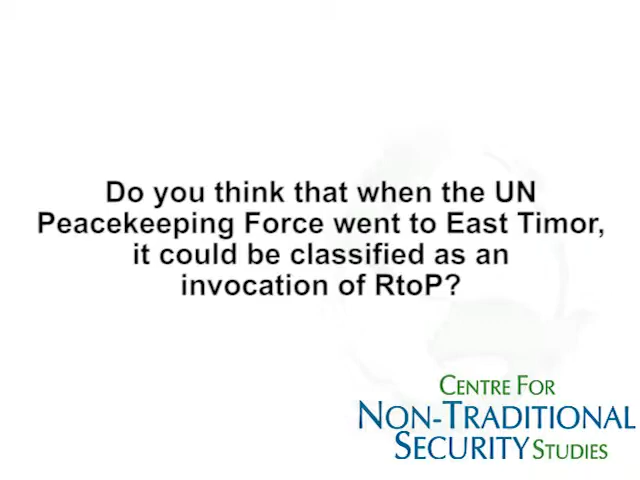 Do you think that when the UN
Peacekeeping Force went to East Timor,
it could be classified as an
invocation of RtoP?
CENTRE FOR
NON-TRADITIONAL
SECURITY STUDIES